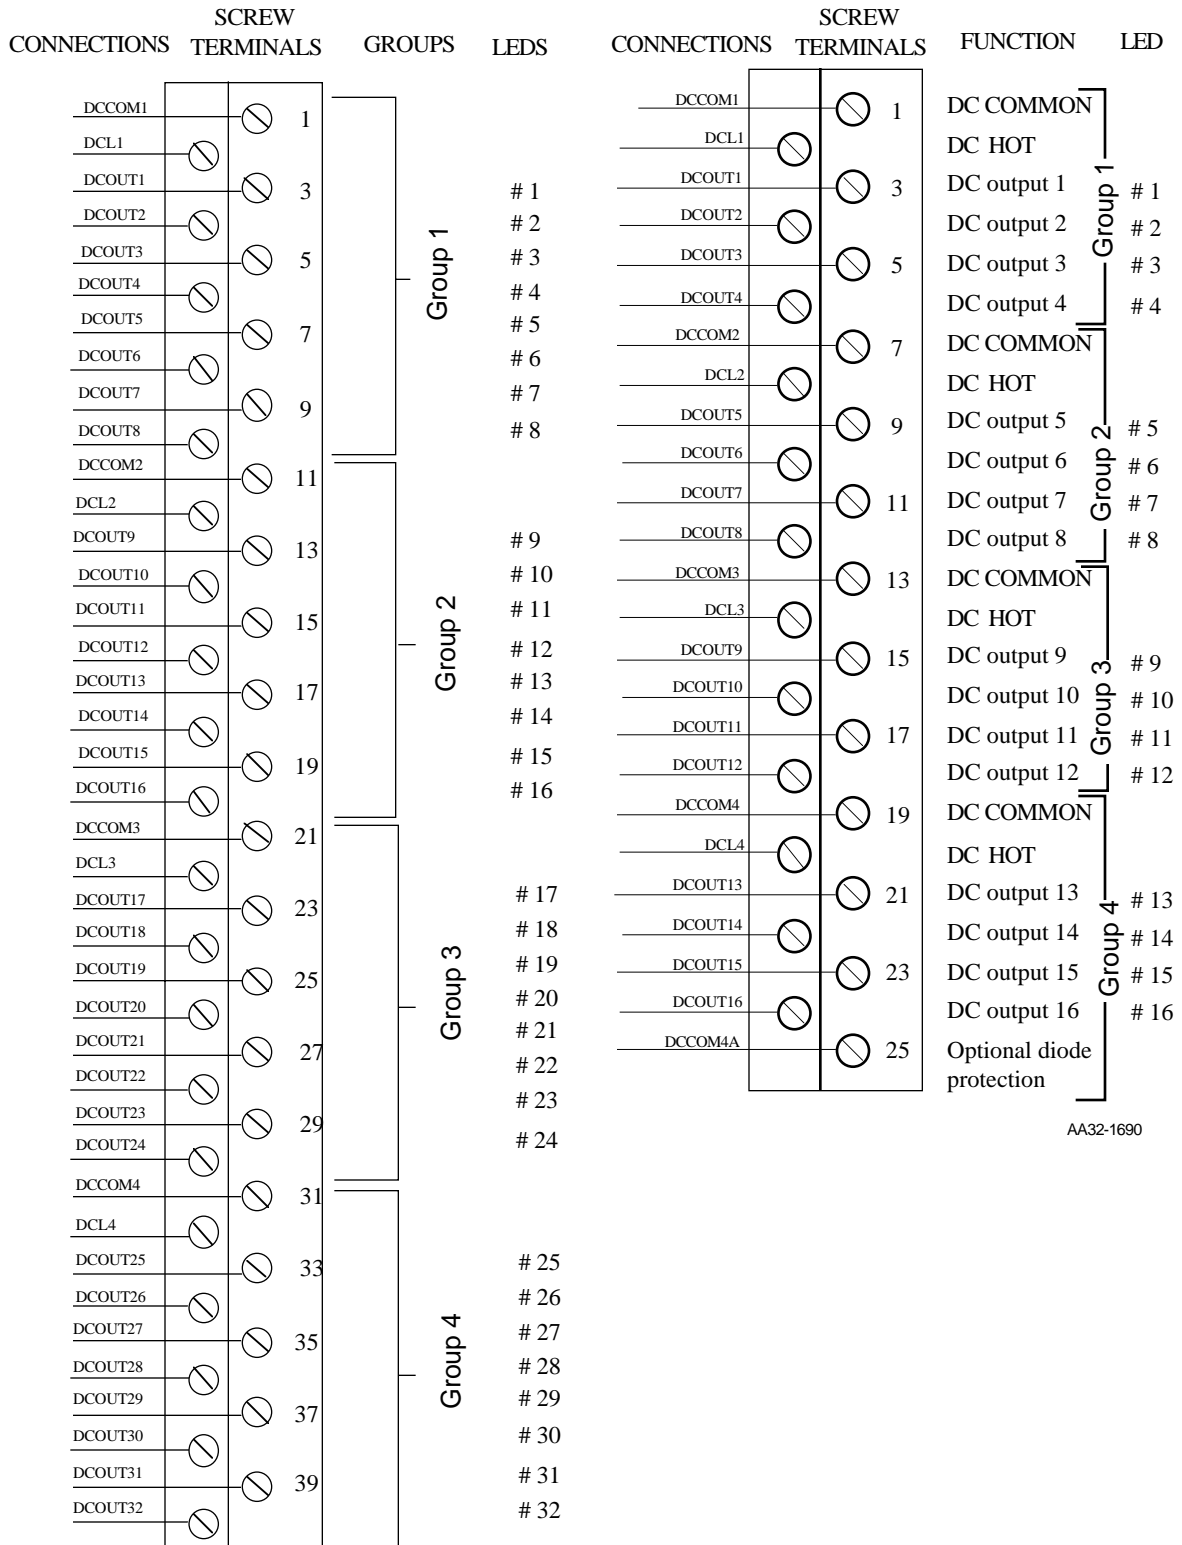 SCREW
CONNECTIONS TERMINALS GROUPS LEDS
DCCOM1 1
DCL1
DCOUT1 3 # 1
DCOUT2 # 2
DCOUT3 5 # 3
DCOUT4 # 4
DCOUT5 7 # 5
DCOUT6 # 6
DCOUT7 9 # 7
DCOUT8 # 8
Group 1
DCCOM2 11
DCL2
DCOUT9 13 # 9
DCOUT10 # 10
DCOUT11 15 # 11
DCOUT12 # 12
DCOUT13 17 # 13
DCOUT14 # 14
DCOUT15 19 # 15
DCOUT16 # 16
Group 2
DCCOM3 21
DCL3
DCOUT17 23 # 17
DCOUT18 # 18
DCOUT19 25 # 19
DCOUT20 # 20
DCOUT21 27 # 21
DCOUT22 # 22
DCOUT23 29 # 23
DCOUT24 # 24
Group 3
DCCOM4 31
DCL4
DCOUT25 33 # 25
DCOUT26 # 26
DCOUT27 35 # 27
DCOUT28 # 28
DCOUT29 37 # 29
DCOUT30 # 30
DCOUT31 39 # 31
DCOUT32 # 32
Group 4
SCREW
CONNECTIONS TERMINALS FUNCTION LED
DCCOM1 1 DC COMMON
DCL1 DC HOT
DCOUT1 3 DC output 1 # 1
DCOUT2 DC output 2 # 2
DCOUT3 5 DC output 3 # 3
DCOUT4 DC output 4 # 4
Group 1
DCCOM2 7 DC COMMON
DCL2 DC HOT
DCOUT5 9 DC output 5 # 5
DCOUT6 DC output 6 # 6
DCOUT7 11 DC output 7 # 7
DCOUT8 DC output 8 # 8
Group 2
DCCOM3 13 DC COMMON
DCL3 DC HOT
DCOUT9 15 DC output 9 # 9
DCOUT10 DC output 10 # 10
DCOUT11 17 DC output 11 # 11
DCOUT12 DC output 12 # 12
Group 3
DCCOM4 19 DC COMMON
DCL4 DC HOT
DCOUT13 21 DC output 13 # 13
DCOUT14 DC output 14 # 14
DCOUT15 23 DC output 15 # 15
DCOUT16 DC output 16 # 16
DCCOM4A 25 Optional diode
protection
Group 4
AA32-1690